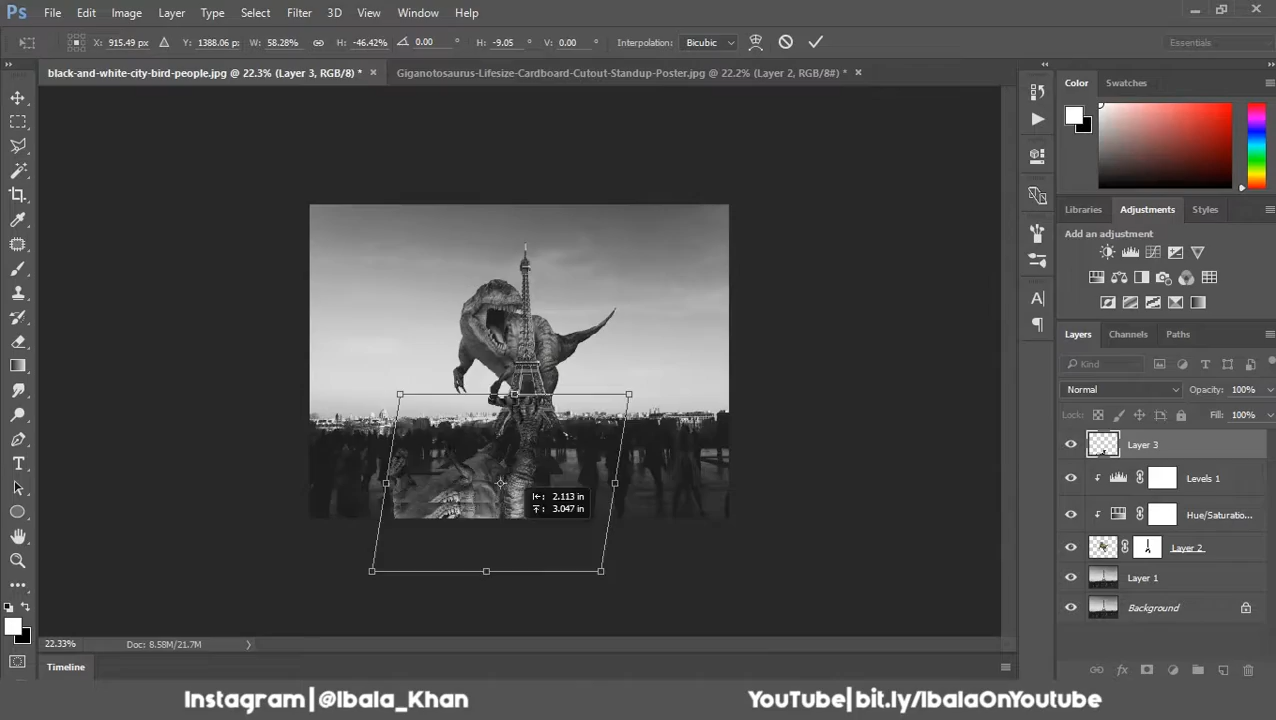 Ps File Edit Image Layer Type Select Filter 3D View Window Help
X: 915.49 px Y: 1388.06 p W: 58.28% H: -46.42% 0.00 ° H: -9.05 ° V: 0.00 ° Interpolation: Bicubic Essentials
black-and-white-city-bird-people.jpg @ 22.3% (Layer 3, RGB/8) * × Giganotosaurus-Lifesize-Cardboard-Cutout-Standup-Poster.jpg @ 22.2% (Layer 2, RGB/8#) * ×
Color Swatches
Libraries Adjustments Styles
Add an adjustment
Layers Channels Paths
Kind
Normal Opacity: 100%
Lock: Fill: 100%
Layer 3
Levels 1
Hue/Saturatio...
Layer 2
Layer 1
Background
2.113 in
3.047 in
22.33% Doc: 8.58M/21.7M
Timeline
Instagram|@Ibala_Khan YouTube|bit.ly/IbalaOnYoutube